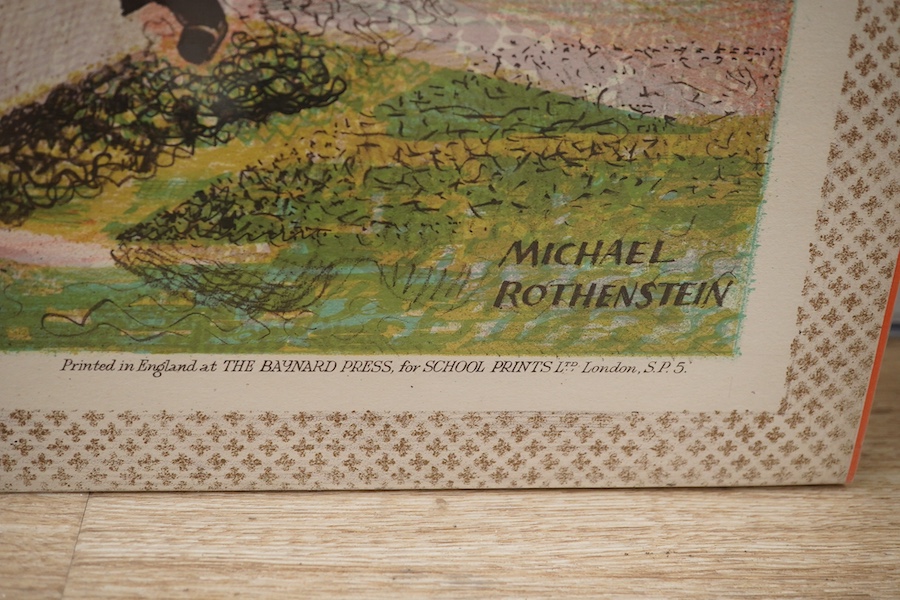 MICHAEL
ROTHENSTEIN
Printed in England at THE BAYNARD PRESS, for SCHOOL PRINTS LTD. London, S.P. 5.